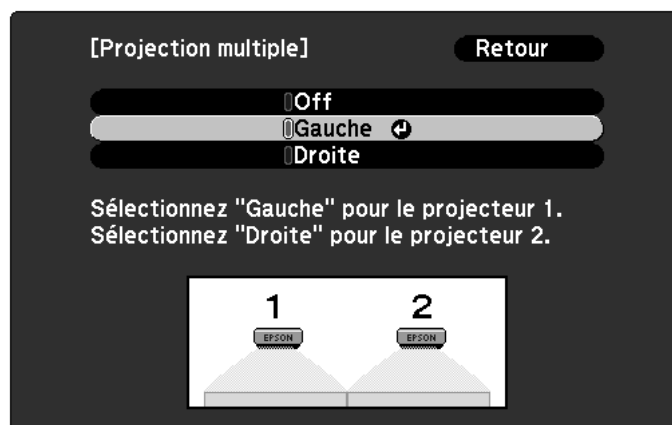 [Projection multiple] Retour
Off
Gauche
Droite
Sélectionnez "Gauche" pour le projecteur 1.
Sélectionnez "Droite" pour le projecteur 2.
1 2
EPSON EPSON